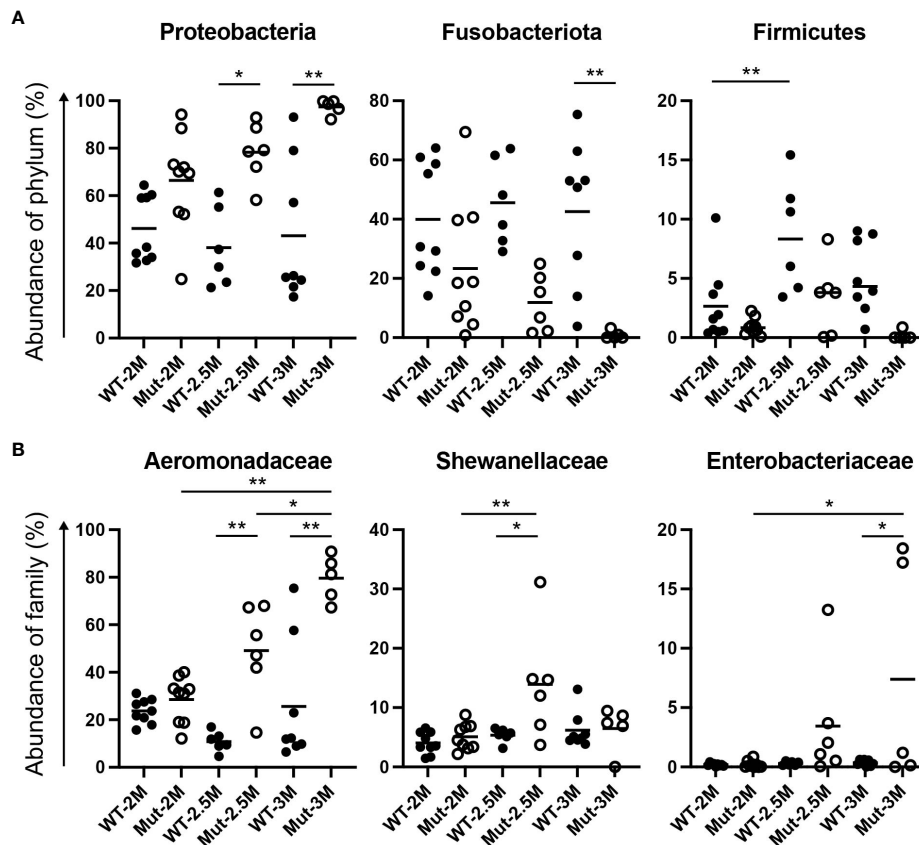 A
Proteobacteria Fusobacteriota Firmicutes
Abundance of phylum (%)
* ** ** **
100 80 60 40 20 0
80 60 40 20 0
20 15 10 5 0
WT-2M Mut-2M WT-2.5M Mut-2.5M WT-3M Mut-3M
WT-2M Mut-2M WT-2.5M Mut-2.5M WT-3M Mut-3M
WT-2M Mut-2M WT-2.5M Mut-2.5M WT-3M Mut-3M
B
Aeromonadaceae Shewanellaceae Enterobacteriaceae
Abundance of family (%)
** * ** **
** *
* *
100 80 60 40 20 0
40 30 20 10 0
20 15 10 5 0
WT-2M Mut-2M WT-2.5M Mut-2.5M WT-3M Mut-3M
WT-2M Mut-2M WT-2.5M Mut-2.5M WT-3M Mut-3M
WT-2M Mut-2M WT-2.5M Mut-2.5M WT-3M Mut-3M